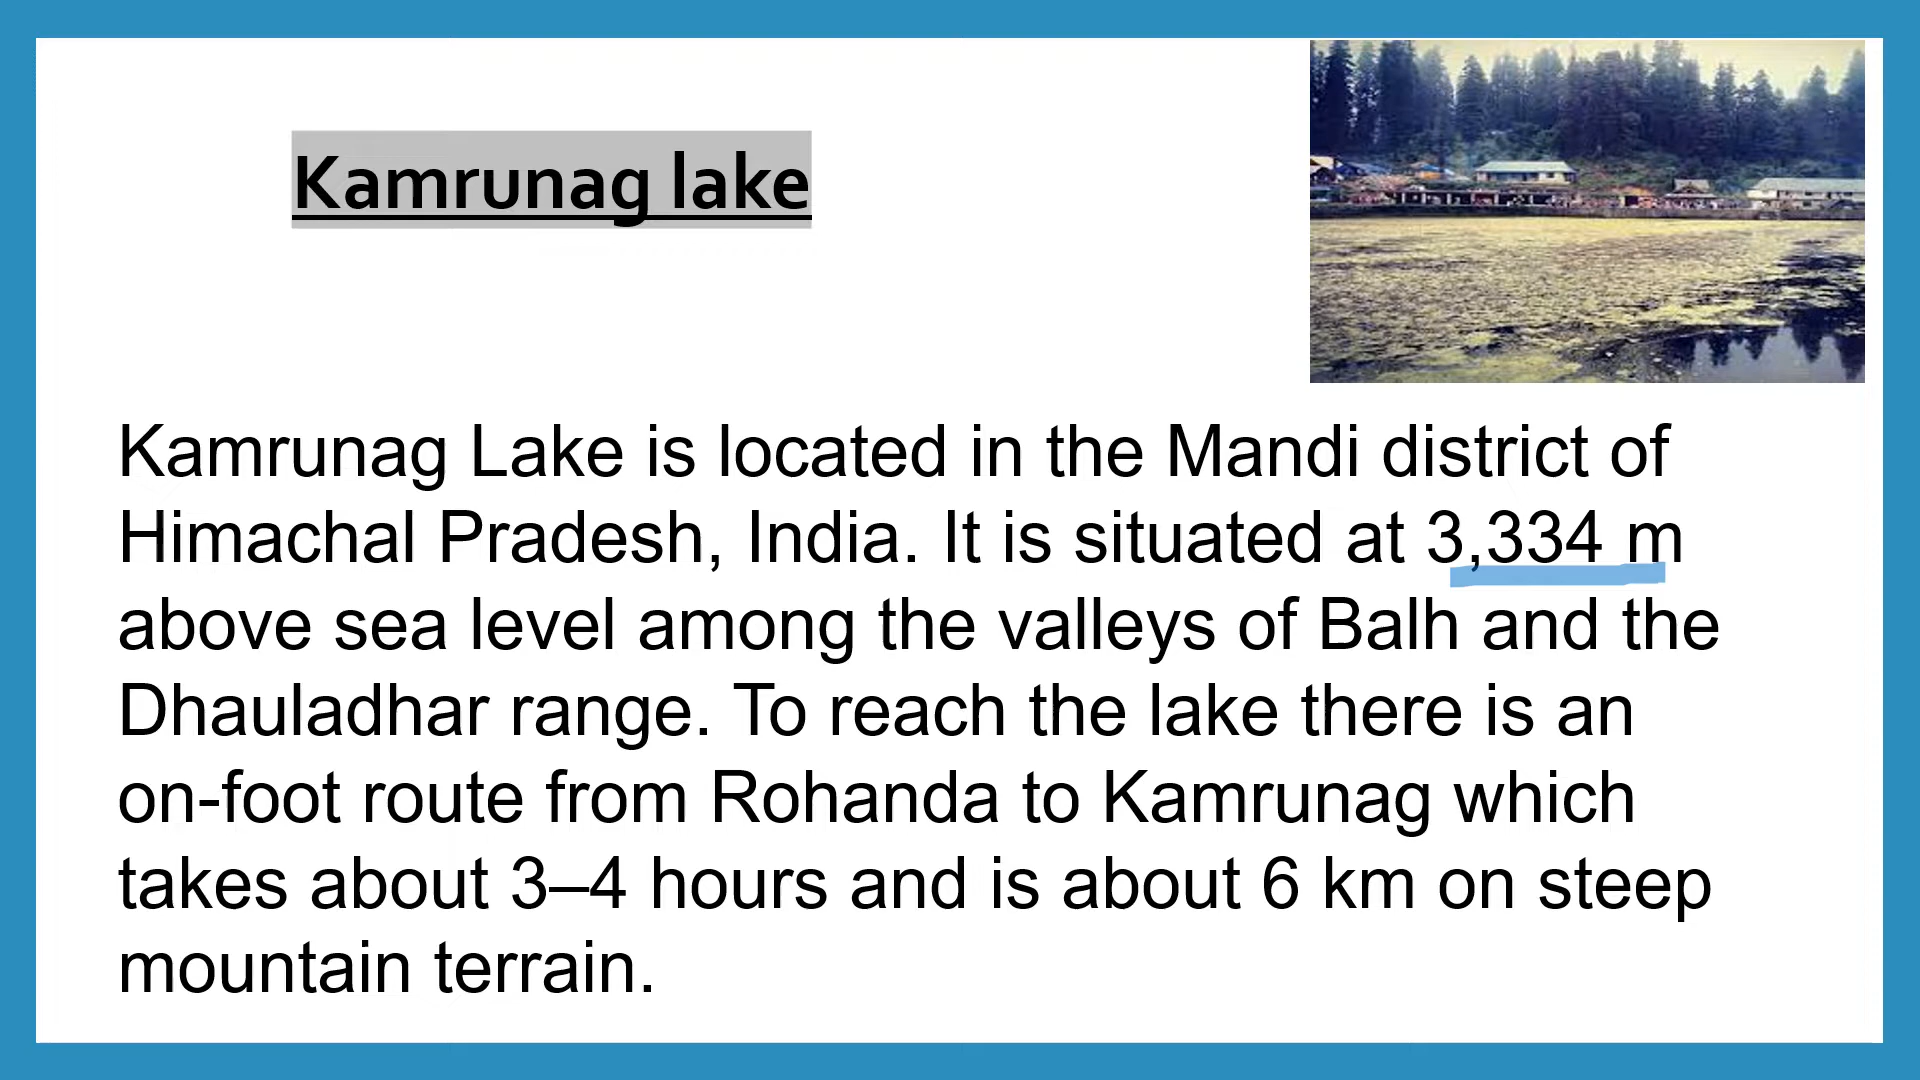 Kamrunag lake
Kamrunag Lake is located in the Mandi district of
Himachal Pradesh, India. It is situated at 3,334 m
above sea level among the valleys of Balh and the
Dhauladhar range. To reach the lake there is an
on-foot route from Rohanda to Kamrunag which
takes about 3–4 hours and is about 6 km on steep
mountain terrain.